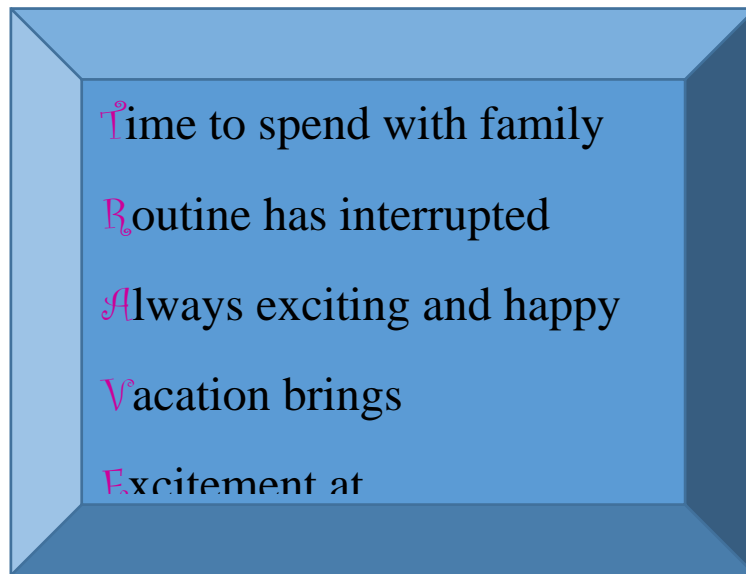 Time to spend with family
Routine has interrupted
Always exciting and happy
Vacation brings
Excitement at